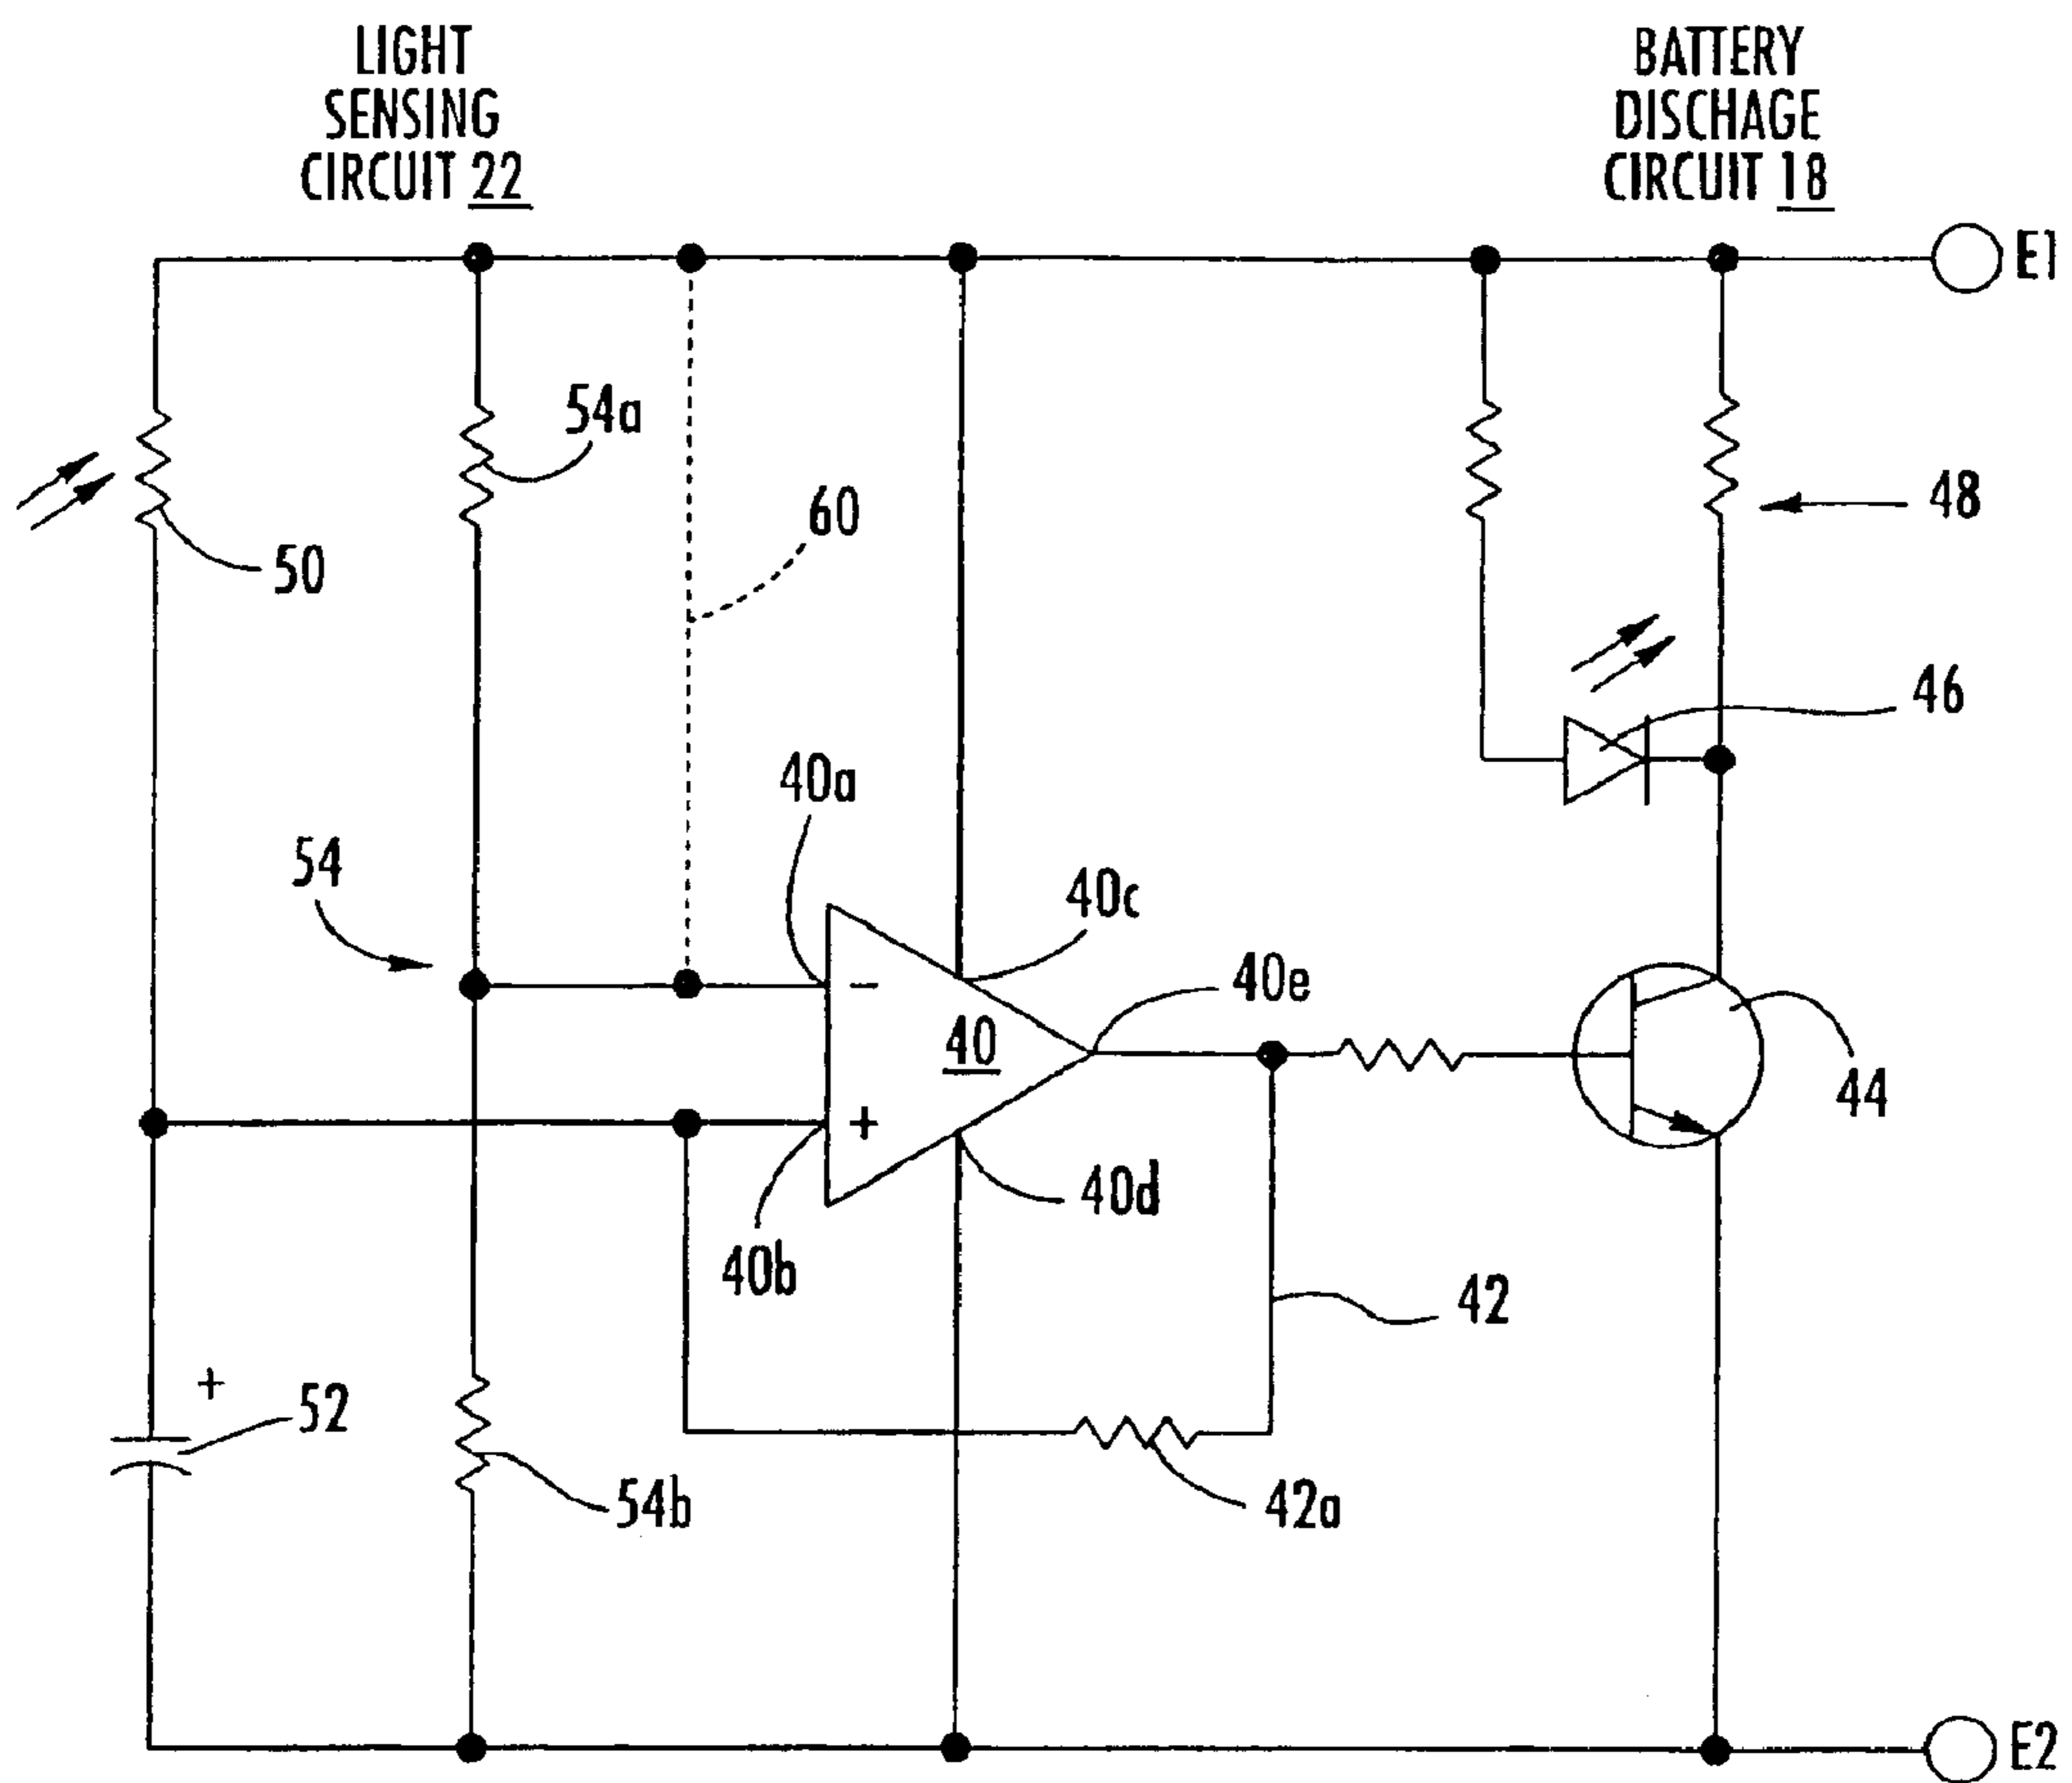 LIGHT
SENSING
CIRCUIT 22
BATTERY
DISCHAGE
CIRCUIT 18
E1
54a
48
60
50
46
40a
54
40c
40e
-
40
44
+
40d
40b
42
+
52
54b
42a
E2